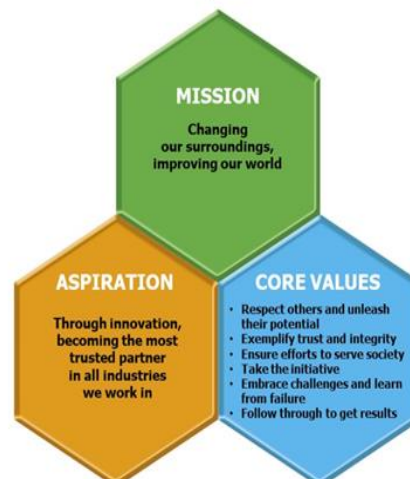 MISSION
Changing
our surroundings,
improving our world
ASPIRATION
Through innovation,
becoming the most
trusted partner
in all industries
we work in
CORE VALUES
• Respect others and unleash
their potential
• Exemplify trust and integrity
• Ensure efforts to serve society
• Take the initiative
• Embrace challenges and learn
from failure
• Follow through to get results